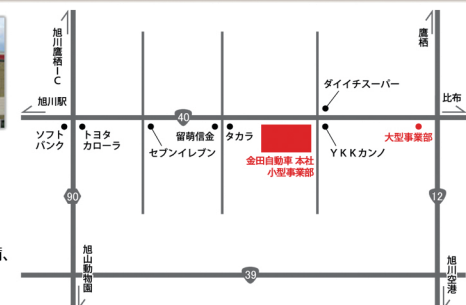 旭川鷹栖IC
鷹栖
ダイイチスーパー
旭川駅
比布
40
ソフト
バンク
トヨタ
カローラ
セブンイレブン
留萌信金
タカラ
金田自動車 本社
小型事業部
YKKカンノ
大型事業部
90
12
旭山動物園
39
旭川空港